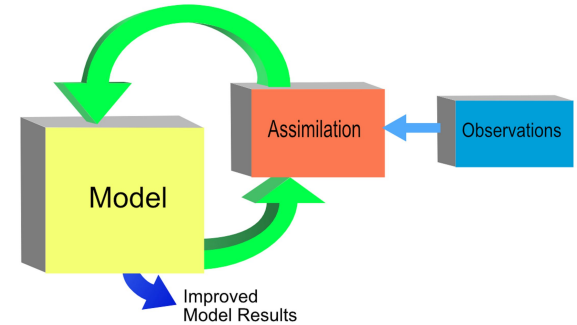 Assimilation
Observations
Model
Improved
Model Results